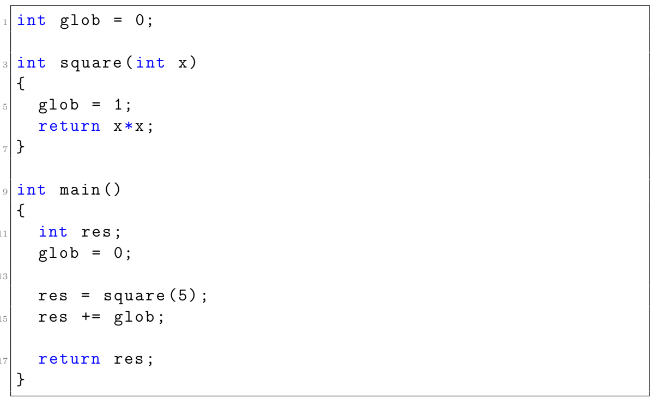 1 int glob = 0;
3 int square(int x)
{
5 glob = 1;
return x*x;
7 }
9 int main()
{
11 int res;
glob = 0;
13
res = square(5);
15 res += glob;
17 return res;
}